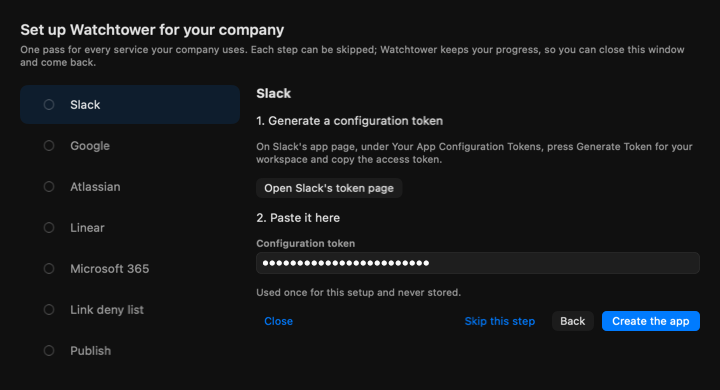 Set up Watchtower for your company
One pass for every service your company uses. Each step can be skipped; Watchtower keeps your progress, so you can close this window
and come back.
Slack
Google
Atlassian
Linear
Microsoft 365
Link deny list
Publish
Slack
1. Generate a configuration token
On Slack's app page, under Your App Configuration Tokens, press Generate Token for your
workspace and copy the access token.
Open Slack's token page
2. Paste it here
Configuration token
••••••••••••••••••••••••
Used once for this setup and never stored.
Close
Skip this step
Back
Create the app